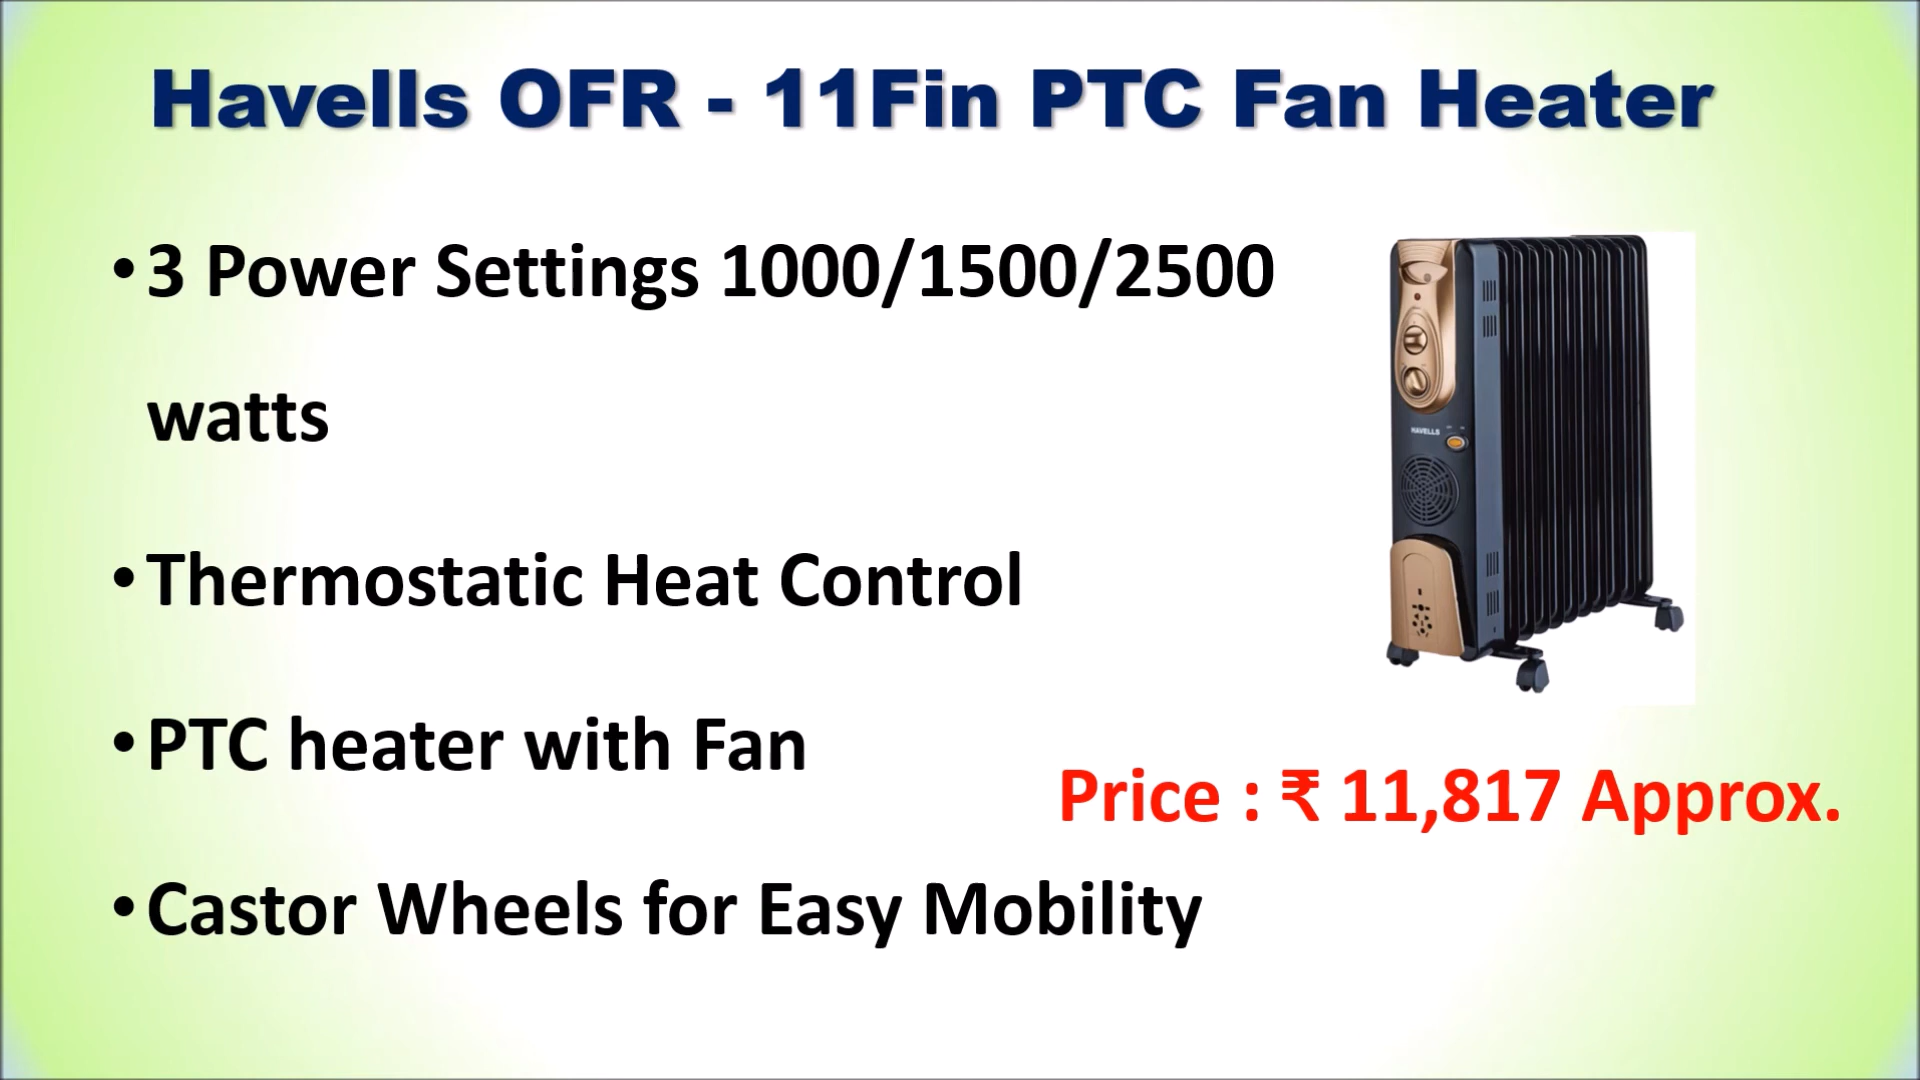 Havells OFR - 11Fin PTC Fan Heater
•3 Power Settings 1000/1500/2500
watts
•Thermostatic Heat Control
•PTC heater with Fan
•Castor Wheels for Easy Mobility
HAVELLS
Price : ₹ 11,817 Approx.